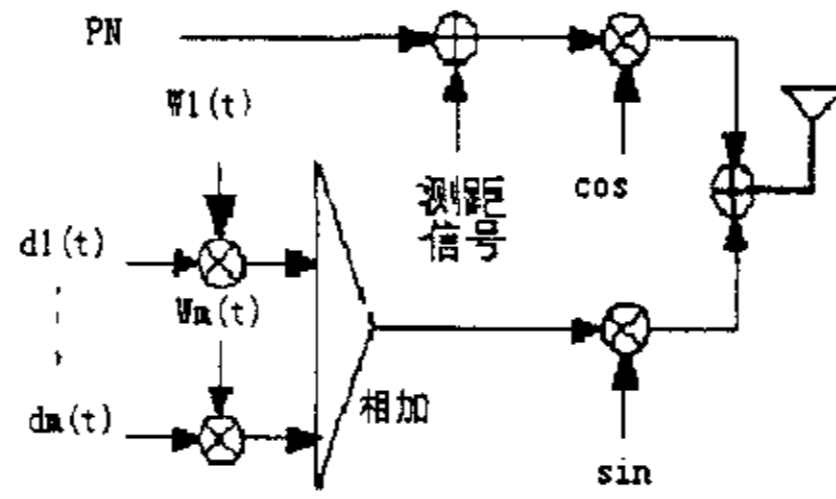 PN
W1(t)
测距
信号
cos
d1(t)
Wm(t)
dm(t)
相加
sin